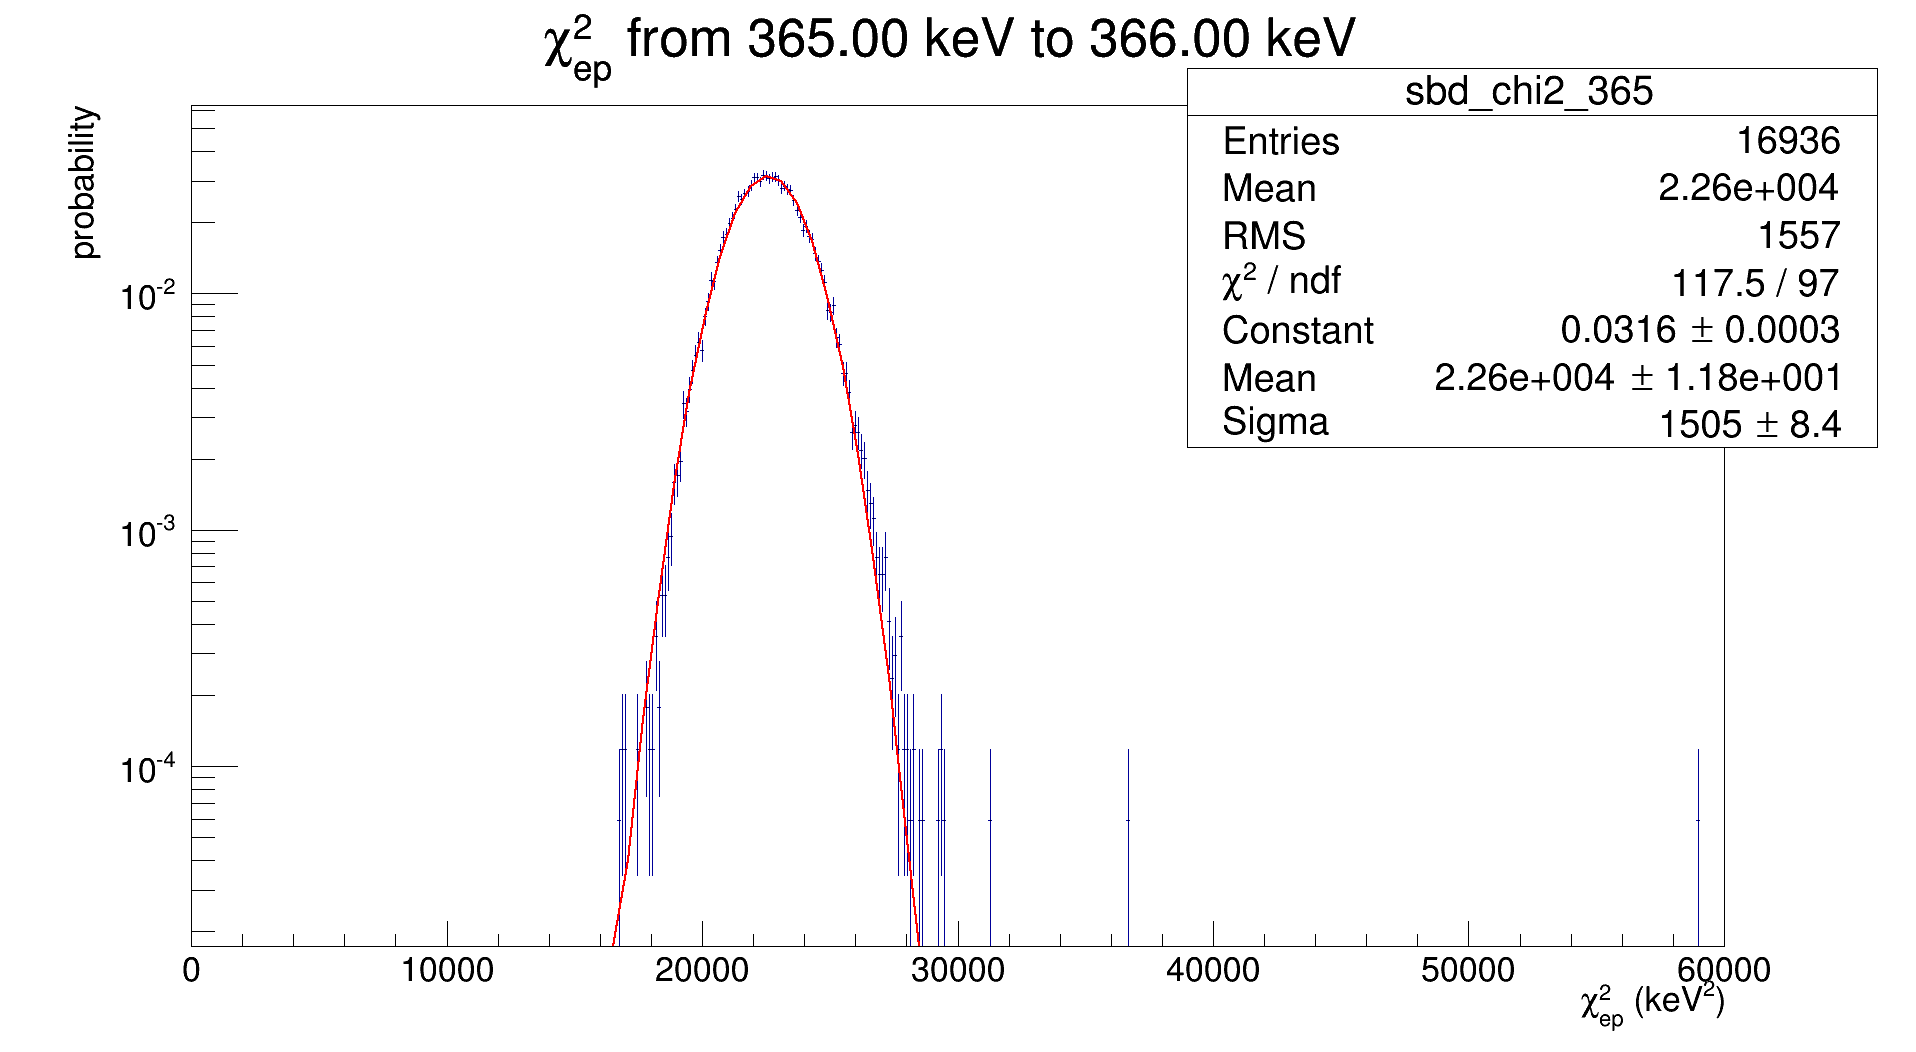 χ²ep from 365.00 keV to 366.00 keV
sbd_chi2_365
Entries 16936
Mean 2.26e+004
RMS 1557
χ² / ndf 117.5 / 97
Constant 0.0316 ± 0.0003
Mean 2.26e+004 ± 1.18e+001
Sigma 1505 ± 8.4
probability
10⁻²
10⁻³
10⁻⁴
0 10000 20000 30000 40000 50000 60000
χ²ep (keV²)